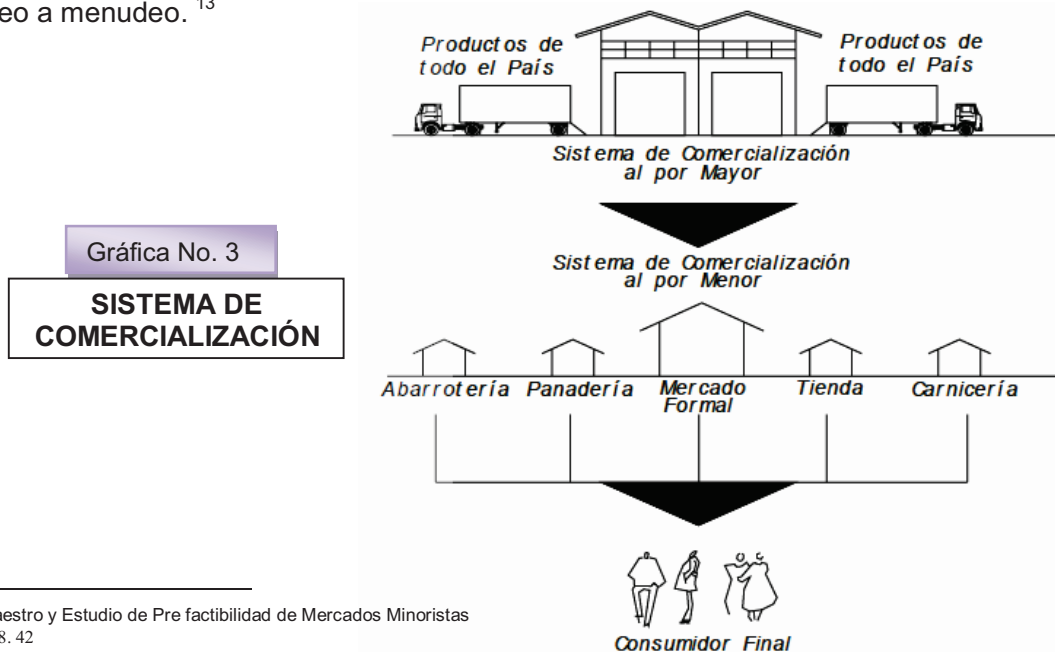 eo a menudeo. 13
Productos de
todo el País
Productos de
todo el País
Sistema de Comercialización
al por Mayor
Gráfica No. 3
SISTEMA DE
COMERCIALIZACIÓN
Sistema de Comercialización
al por Menor
Abarrotería Panadería Mercado Tienda Carnicería
Formal
Consumidor Final
aestro y Estudio de Pre factibilidad de Mercados Minoristas
8. 42